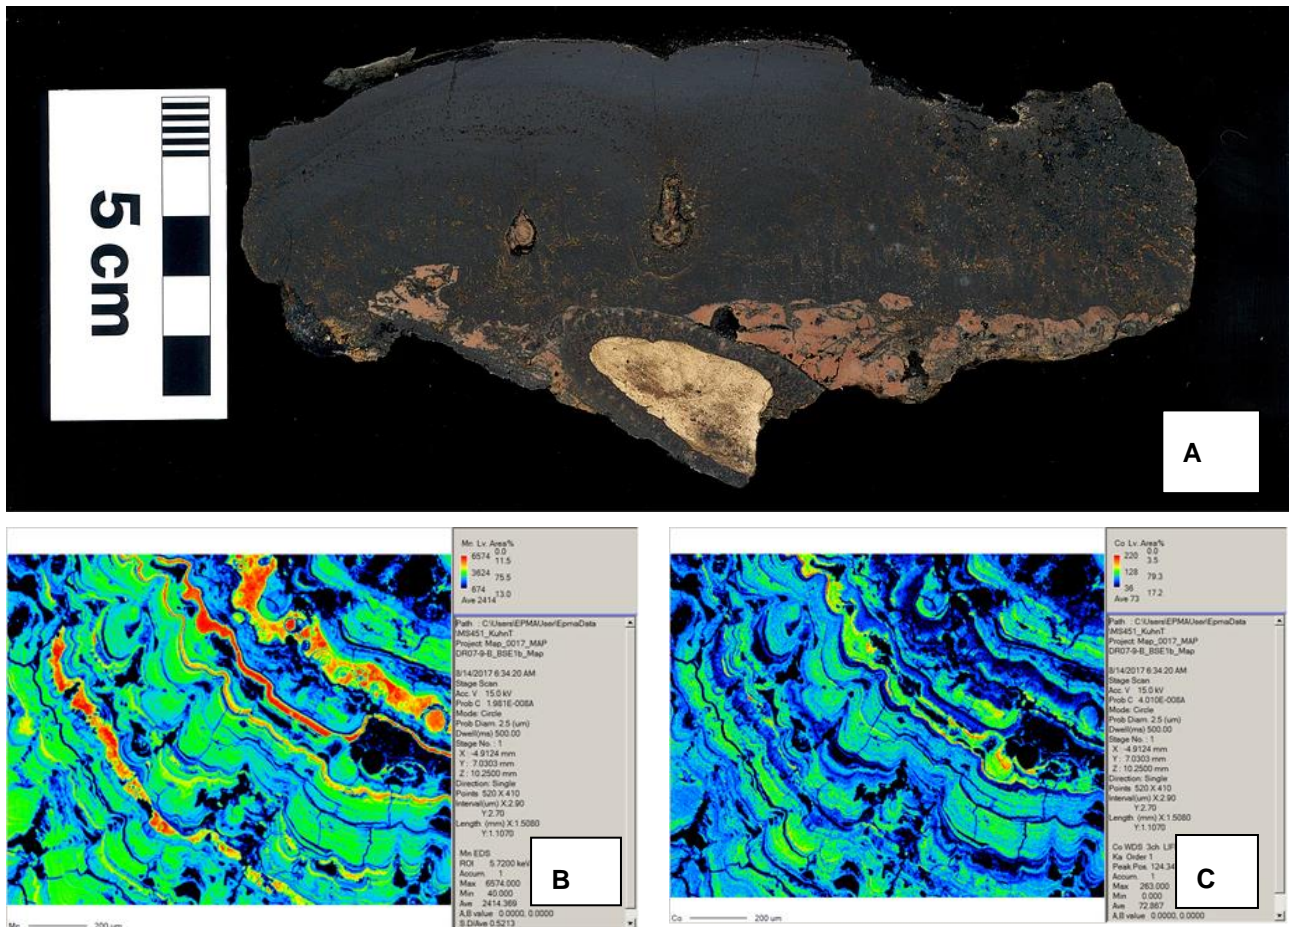 5 cm
A
Mn Lv. Area%
0.0
6574 11.5
3624 75.5
674 13.0
Ave 2414
Path : C:\Users\EPMAUser\EpmaData
\MS451_KuhnT
Project Map_0017_MAP
DR07-9-B_BSE1b_Map
8/14/2017 6:34:20 AM
Stage Scan
Acc. V 15.0 kV
Prob C 1.981E-008A
Mode: Circle
Prob Diam. 2.5 (um)
Dwell(ms) 500.00
Stage No. : 1
X : -4.9124 mm
Y : 7.0303 mm
Z : 10.2500 mm
Direction: Single
Points 520 X 410
Interval(um) X:2.90
Y:2.70
Length (mm) X:1.5080
Y:1.1070
Mn EDS
ROI 5.7200 keV
Accum. 1
Max 6574.000
Min 40.000
Ave 2414.369
A,B value 0.0000, 0.0000
S.D/Ave 0.5213
B
Mn 200 um
Co Lv. Area%
0.0
220 3.5
128 79.3
36 17.2
Ave 73
Path : C:\Users\EPMAUser\EpmaData
\MS451_KuhnT
Project Map_0017_MAP
DR07-9-B_BSE1b_Map
8/14/2017 6:34:20 AM
Stage Scan
Acc. V 15.0 kV
Prob C 4.010E-008A
Mode: Circle
Prob Diam. 2.5 (um)
Dwell(ms) 500.00
Stage No. : 1
X : -4.9124 mm
Y : 7.0303 mm
Z : 10.2500 mm
Direction: Single
Points 520 X 410
Interval(um) X:2.90
Y:2.70
Length (mm) X:1.5080
Y:1.1070
Co WDS 3ch LIF
Ka Order 1
Peak Pos. 124.34
Accum. 1
Max 263.000
Min 0.000
Ave 72.867
A,B value 0.0000, 0.0000
C
Co 200 um